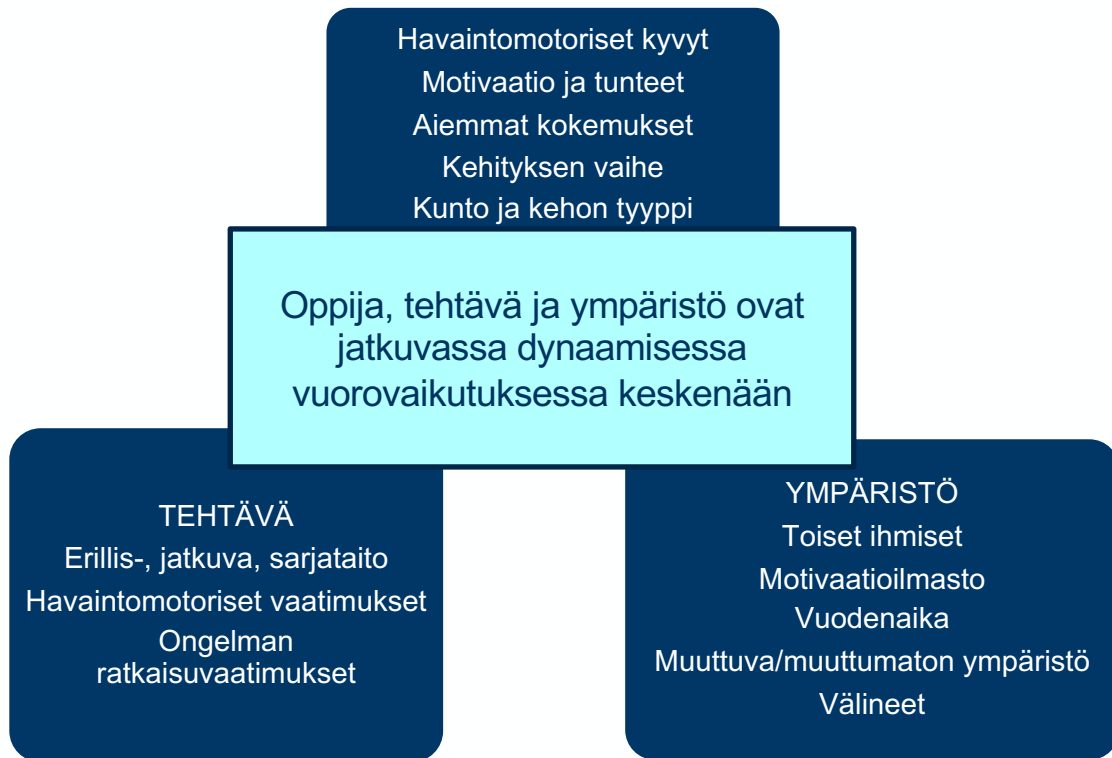 Havaintomotoriset kyvyt
Motivaatio ja tunteet
Aiemmat kokemukset
Kehityksen vaihe
Kunto ja kehon tyyppi
Oppija, tehtävä ja ympäristö ovat
jatkuvassa dynaamisessa
vuorovaikutuksessa keskenään
TEHTÄVÄ
Erillis-, jatkuva, sarjataito
Havaintomotoriset vaatimukset
Ongelman
ratkaisuvaatimukset
YMPÄRISTÖ
Toiset ihmiset
Motivaatioilmasto
Vuodenaika
Muuttuva/muuttumaton ympäristö
Välineet